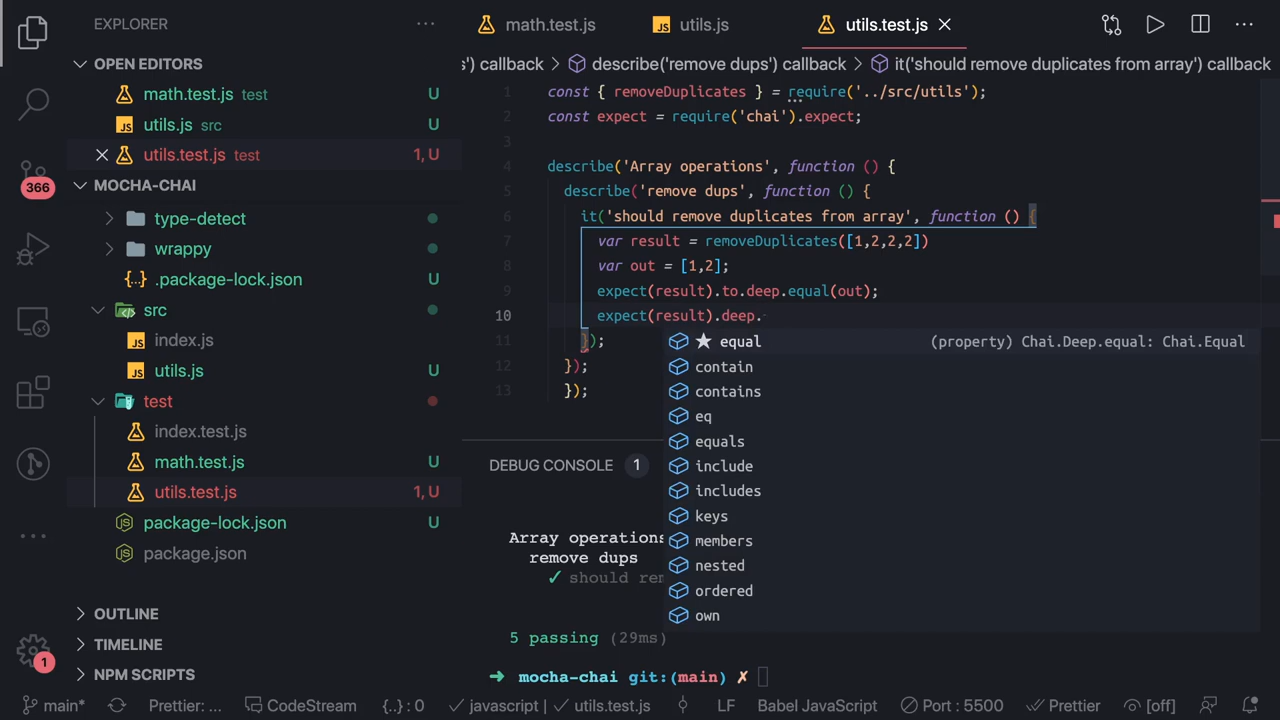 EXPLORER
OPEN EDITORS
math.test.js test U
utils.js src U
utils.test.js test 1, U
MOCHA-CHAI
type-detect
wrappy
.package-lock.json U
src
index.js
utils.js U
test
index.test.js
math.test.js U
utils.test.js 1, U
package-lock.json U
package.json
OUTLINE
TIMELINE
NPM SCRIPTS
366
1
math.test.js
utils.js
utils.test.js
s') callback > describe('remove dups') callback > it('should remove duplicates from array') callback
1 const { removeDuplicates } = require('../src/utils');
2 const expect = require('chai').expect;
3
4 describe('Array operations', function () {
5 describe('remove dups', function () {
6 it('should remove duplicates from array', function () {
7 var result = removeDuplicates([1,2,2,2])
8 var out = [1,2];
9 expect(result).to.deep.equal(out);
10 expect(result).deep.
11 });
12 });
13 });
★ equal (property) Chai.Deep.equal: Chai.Equal
contain
contains
eq
equals
include
includes
keys
members
nested
ordered
own
DEBUG CONSOLE 1
Array operations
remove dups
✓ should rem
5 passing (29ms)
➜ mocha-chai git:(main) ✗
main* Prettier: ... CodeStream {..} : 0 ✓ javascript | ✓ utils.test.js LF Babel JavaScript Port : 5500 Prettier [off]